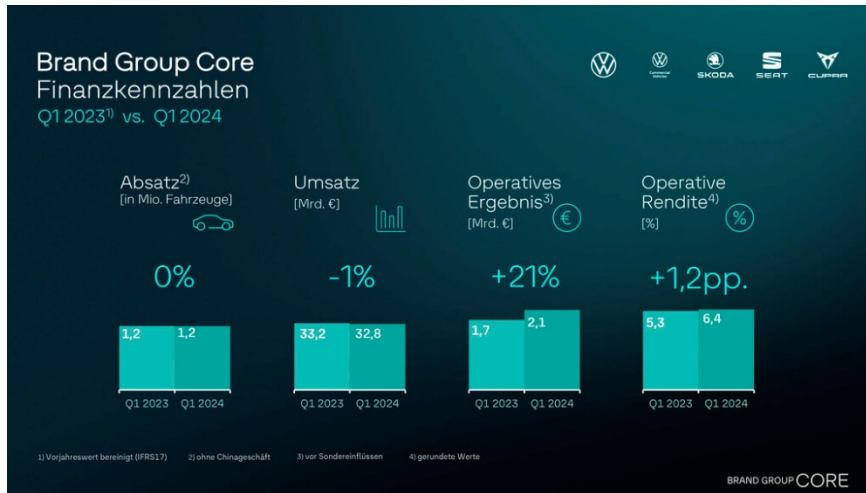 Brand Group Core
Finanzkennzahlen
Q1 2023¹⁾ vs. Q1 2024
Commercial
Vehicles
SKODA
SEAT
CUPRA
Absatz²⁾
[in Mio. Fahrzeuge]
0%
1,2 1,2
Q1 2023 Q1 2024
Umsatz
[Mrd. €]
-1%
33,2 32,8
Q1 2023 Q1 2024
Operatives
Ergebnis³⁾
[Mrd. €]
€
+21%
1,7 2,1
Q1 2023 Q1 2024
Operative
Rendite⁴⁾
[%]
%
+1,2pp.
5,3 6,4
Q1 2023 Q1 2024
1) Vorjahreswert bereinigt (IFRS17) 2) ohne Chinageschäft 3) vor Sondereinflüssen 4) gerundete Werte
BRAND GROUP CORE